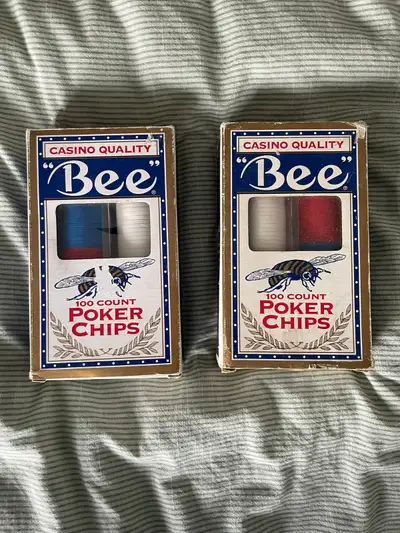 CASINO QUALITY
"Bee"®
100 COUNT
POKER
CHIPS
CASINO QUALITY
"Bee"®
100 COUNT
POKER
CHIPS